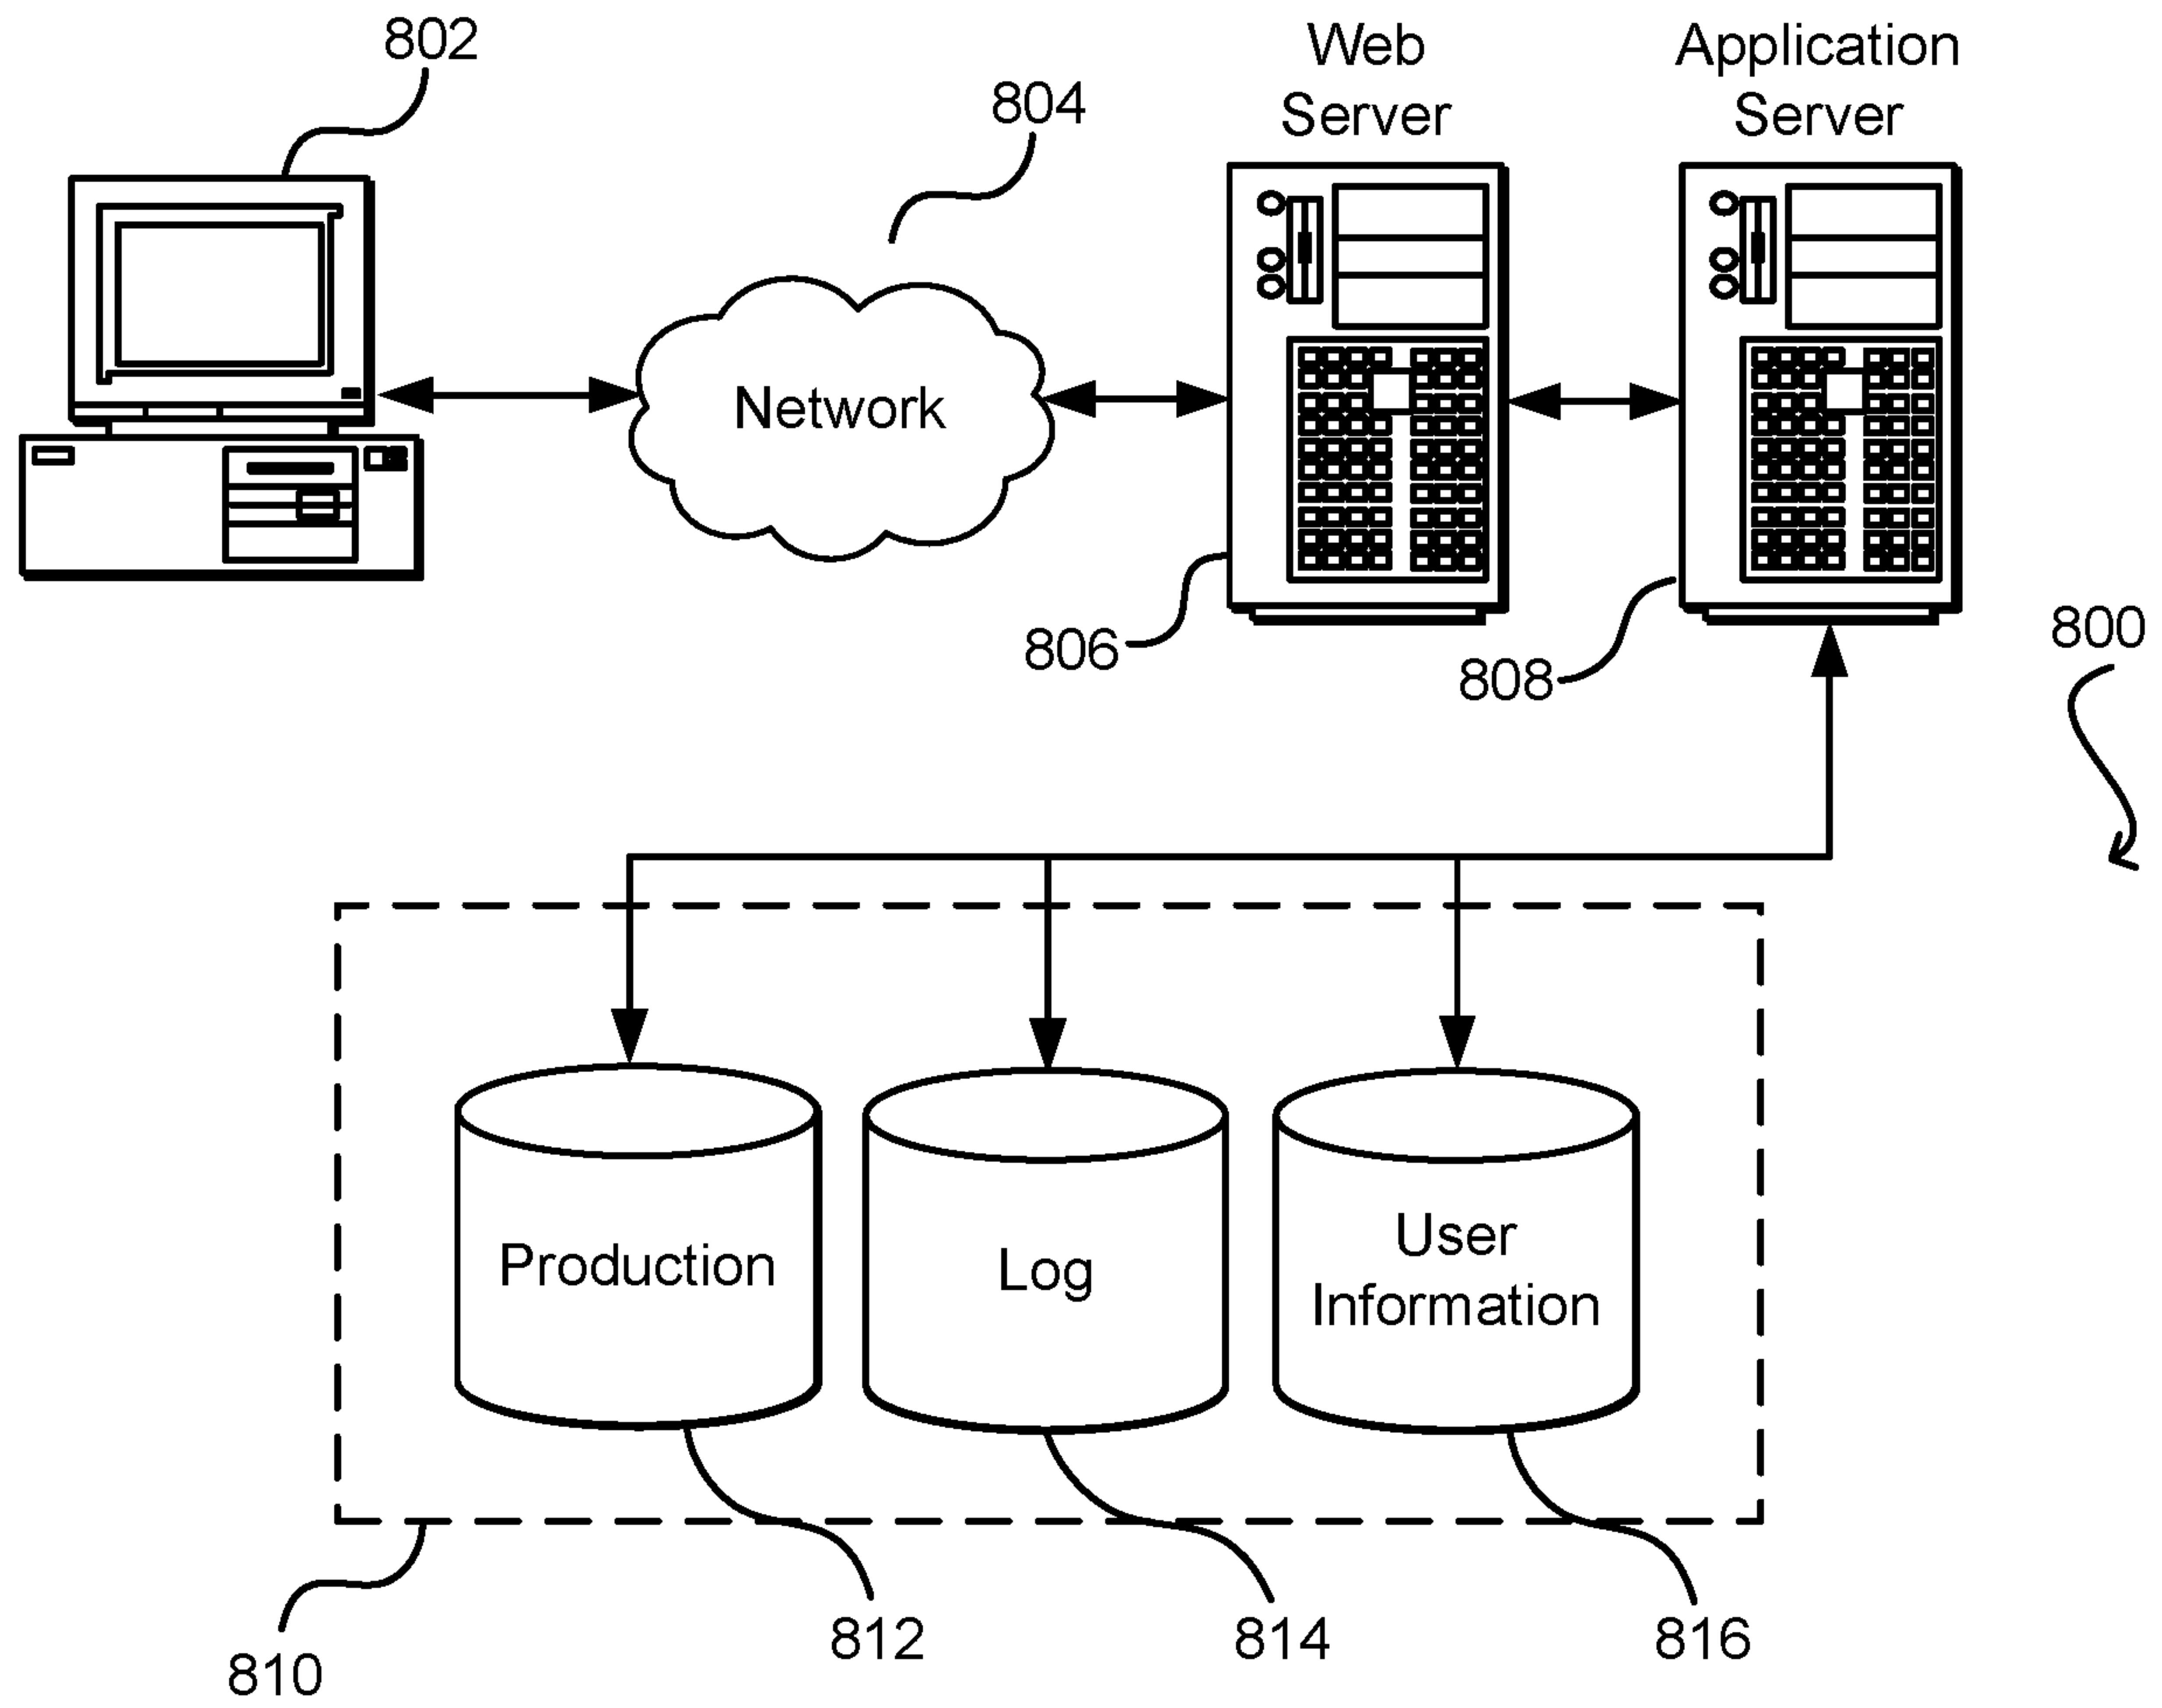 802
804
Web
Server
Application
Server
Network
806
808
800
Production
Log
User
Information
810
812
814
816